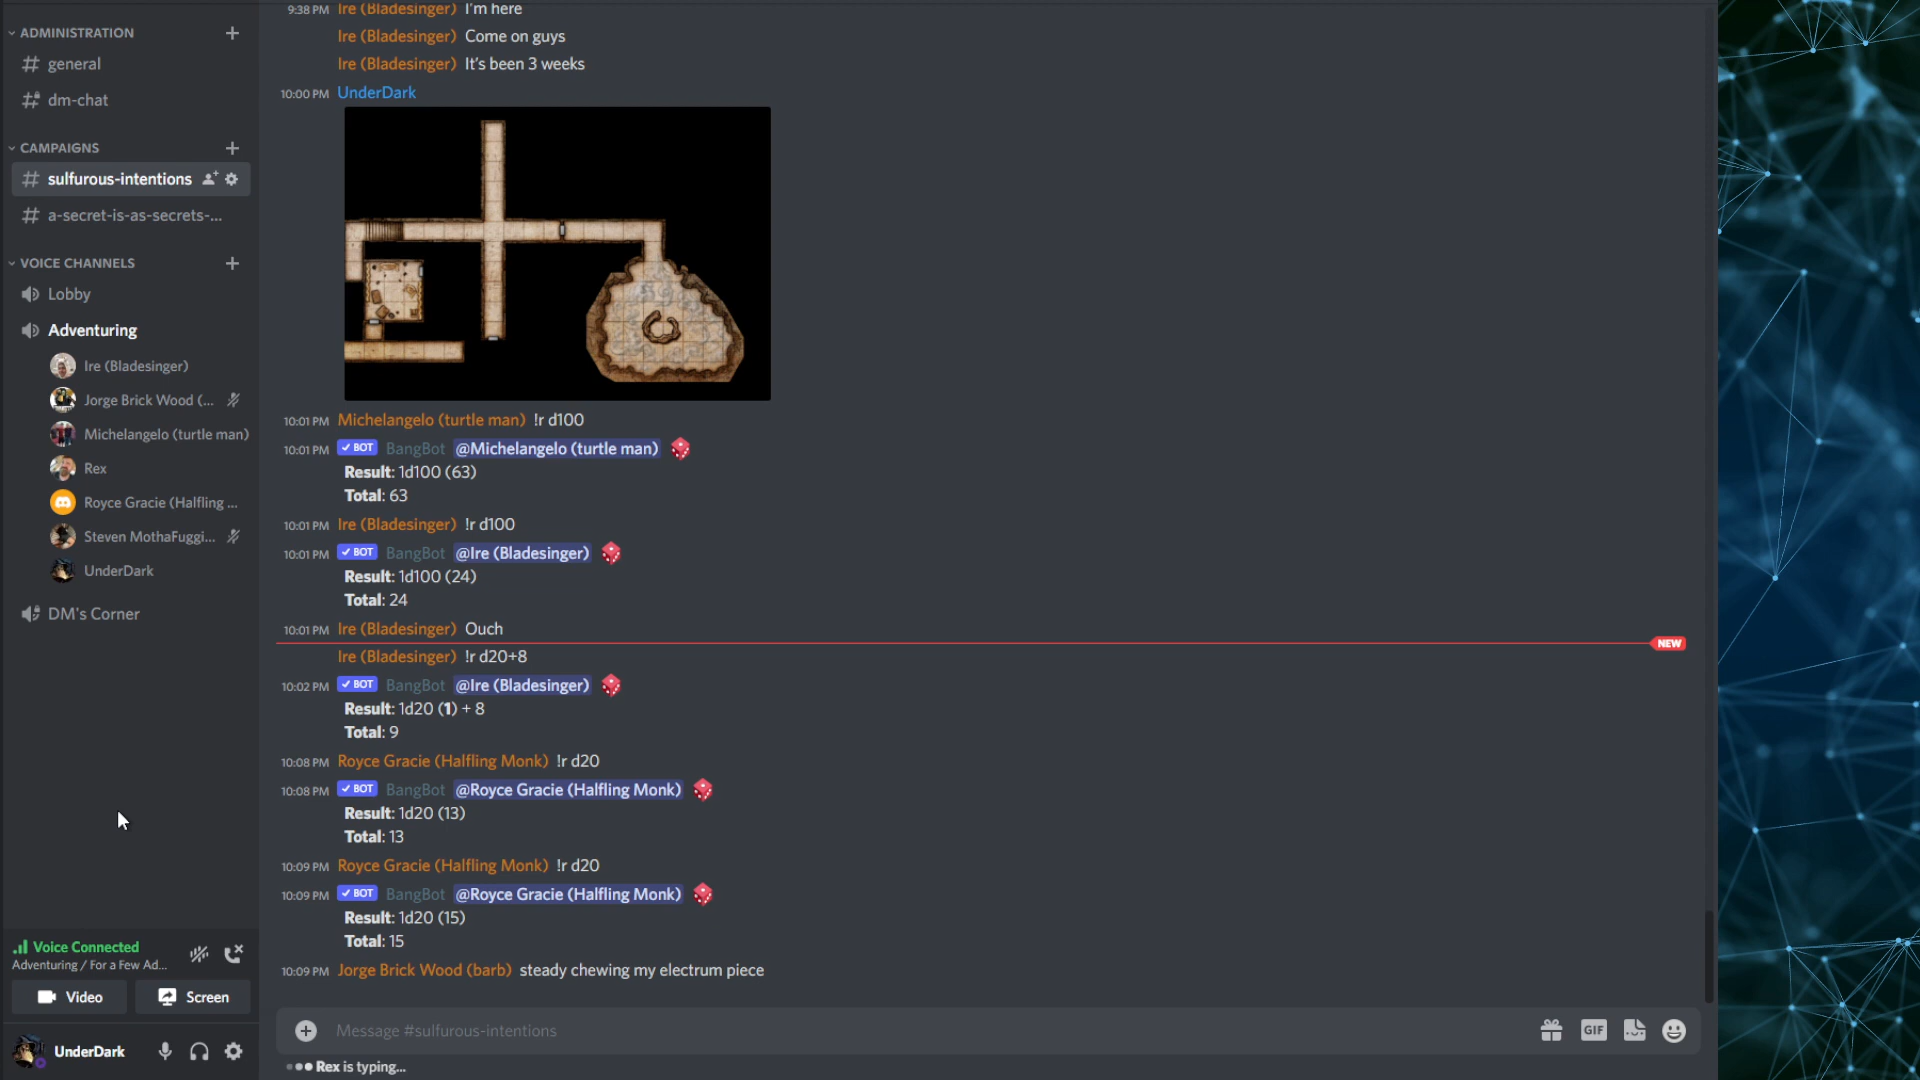 ADMINISTRATION
general
dm-chat
CAMPAIGNS
sulfurous-intentions
a-secret-is-as-secrets-...
VOICE CHANNELS
Lobby
Adventuring
Ire (Bladesinger)
Jorge Brick Wood (...
Michelangelo (turtle man)
Rex
Royce Gracie (Halfling ...
Steven MothaFuggi...
UnderDark
DM's Corner
Voice Connected
Adventuring / For a Few Ad...
Video
Screen
UnderDark
9:38 PM Ire (Bladesinger) I'm here
Ire (Bladesinger) Come on guys
Ire (Bladesinger) It's been 3 weeks
10:00 PM UnderDark
10:01 PM Michelangelo (turtle man) !r d100
10:01 PM BOT BangBot @Michelangelo (turtle man)
Result: 1d100 (63)
Total: 63
10:01 PM Ire (Bladesinger) !r d100
10:01 PM BOT BangBot @Ire (Bladesinger)
Result: 1d100 (24)
Total: 24
10:01 PM Ire (Bladesinger) Ouch
NEW
Ire (Bladesinger) !r d20+8
10:02 PM BOT BangBot @Ire (Bladesinger)
Result: 1d20 (1) + 8
Total: 9
10:08 PM Royce Gracie (Halfling Monk) !r d20
10:08 PM BOT BangBot @Royce Gracie (Halfling Monk)
Result: 1d20 (13)
Total: 13
10:09 PM Royce Gracie (Halfling Monk) !r d20
10:09 PM BOT BangBot @Royce Gracie (Halfling Monk)
Result: 1d20 (15)
Total: 15
10:09 PM Jorge Brick Wood (barb) steady chewing my electrum piece
Message #sulfurous-intentions
GIF
Rex is typing...